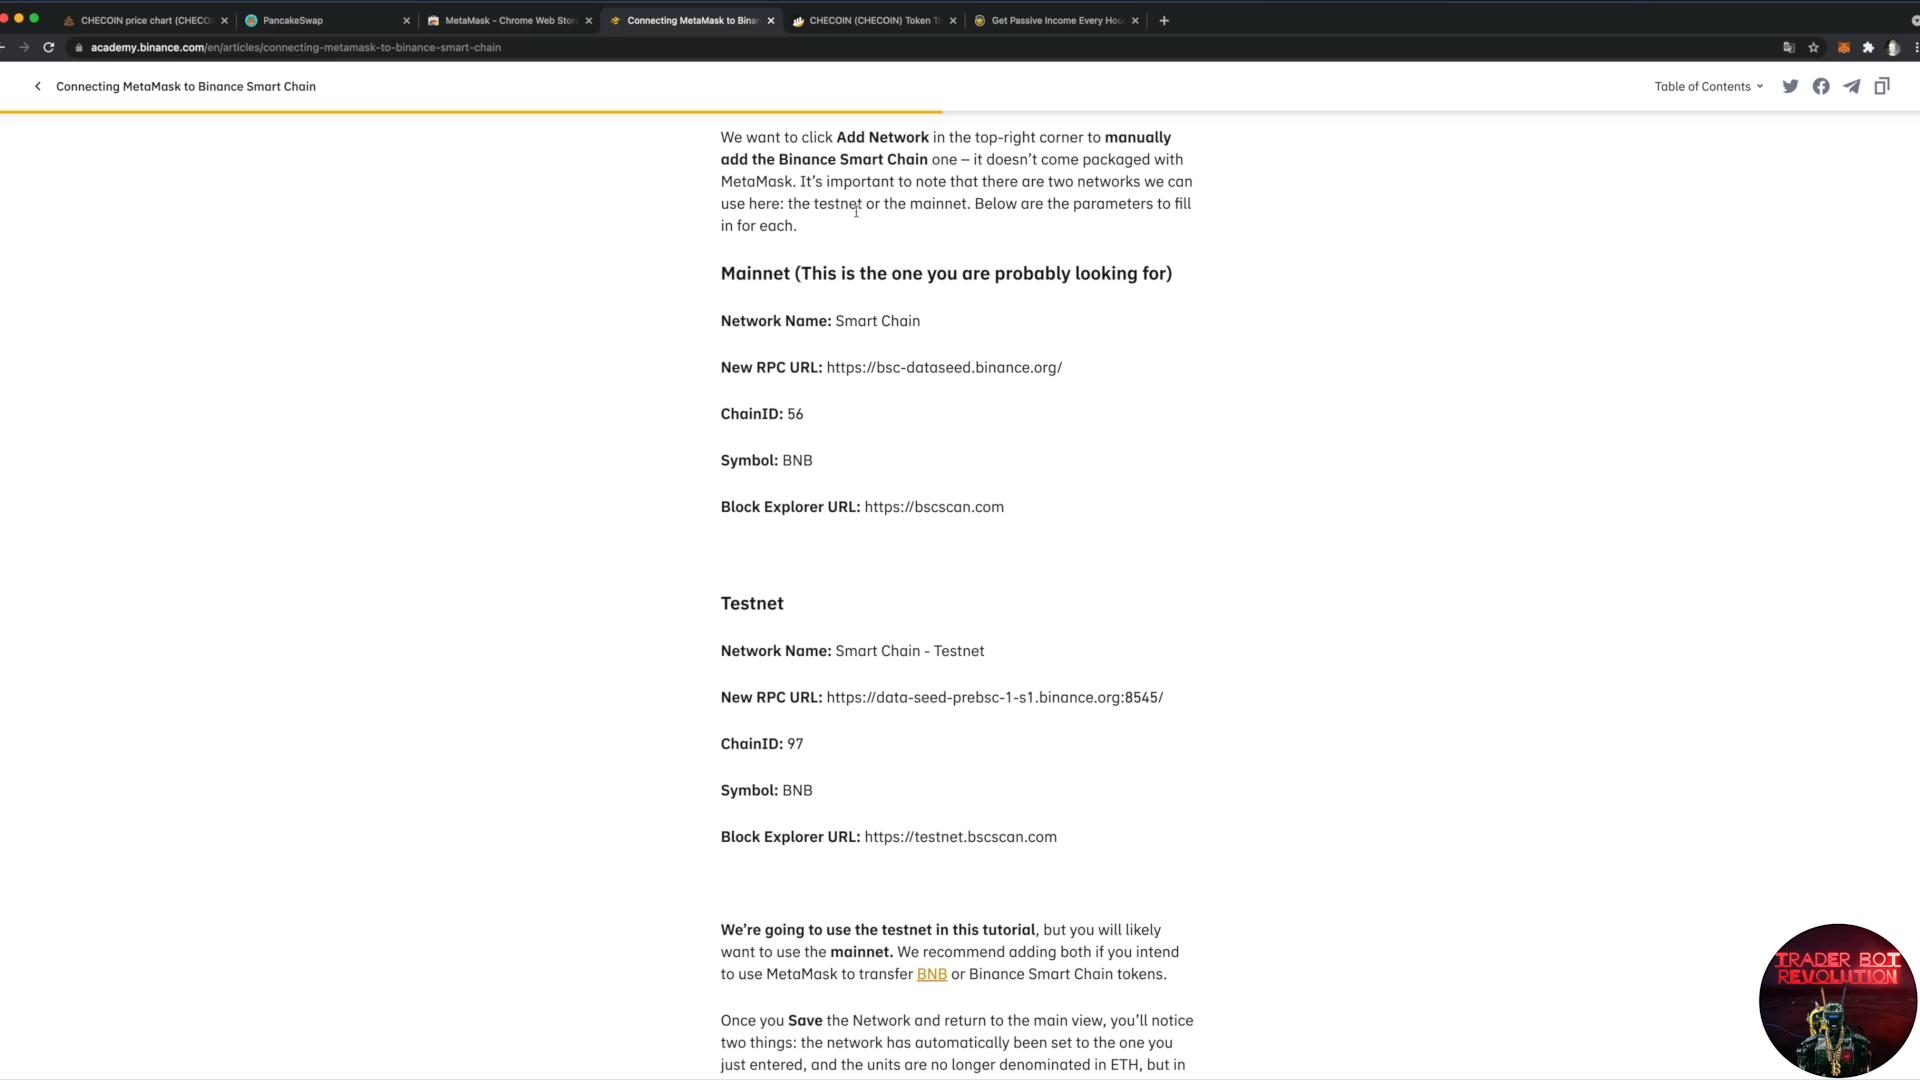 CHECOIN price chart (CHECOI
PancakeSwap
MetaMask - Chrome Web Stor
Connecting MetaMask to Binan
CHECOIN (CHECOIN) Token T
Get Passive Income Every Hou
academy.binance.com/en/articles/connecting-metamask-to-binance-smart-chain
Connecting MetaMask to Binance Smart Chain
Table of Contents
We want to click Add Network in the top-right corner to manually
add the Binance Smart Chain one – it doesn’t come packaged with
MetaMask. It’s important to note that there are two networks we can
use here: the testnet or the mainnet. Below are the parameters to fill
in for each.
Mainnet (This is the one you are probably looking for)
Network Name: Smart Chain
New RPC URL: https://bsc-dataseed.binance.org/
ChainID: 56
Symbol: BNB
Block Explorer URL: https://bscscan.com
Testnet
Network Name: Smart Chain - Testnet
New RPC URL: https://data-seed-prebsc-1-s1.binance.org:8545/
ChainID: 97
Symbol: BNB
Block Explorer URL: https://testnet.bscscan.com
We’re going to use the testnet in this tutorial, but you will likely
want to use the mainnet. We recommend adding both if you intend
to use MetaMask to transfer BNB or Binance Smart Chain tokens.
Once you Save the Network and return to the main view, you’ll notice
two things: the network has automatically been set to the one you
just entered, and the units are no longer denominated in ETH, but in
TRADER BOT
REVOLUTION